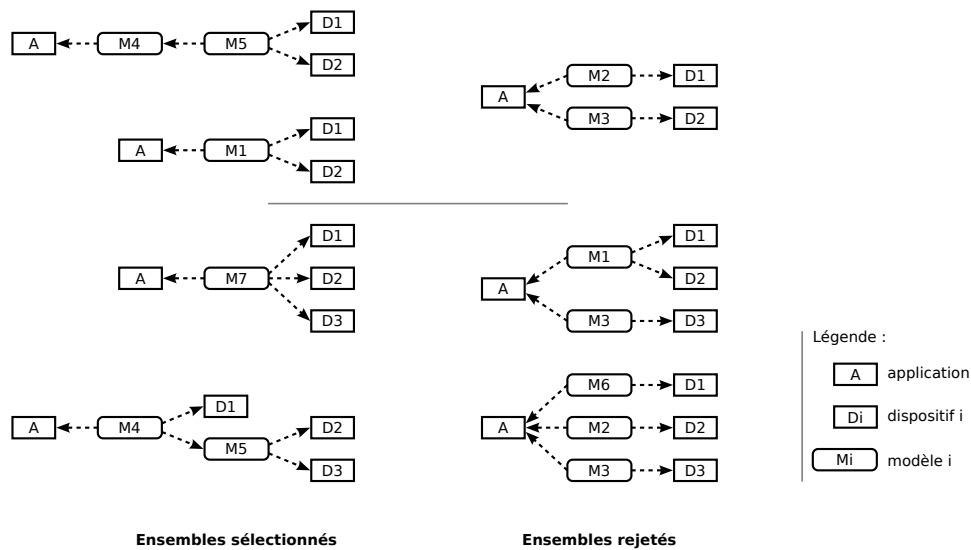 A M4 M5 D1
D2
A M1 D1
D2
A M2 D1
M3 D2
A M7 D1
D2
D3
A M1 D1
D2
M3 D3
A M4 D1
M5 D2
D3
A M6 D1
M2 D2
M3 D3
Légende :
A application
Di dispositif i
Mi modèle i
Ensembles sélectionnés
Ensembles rejetés